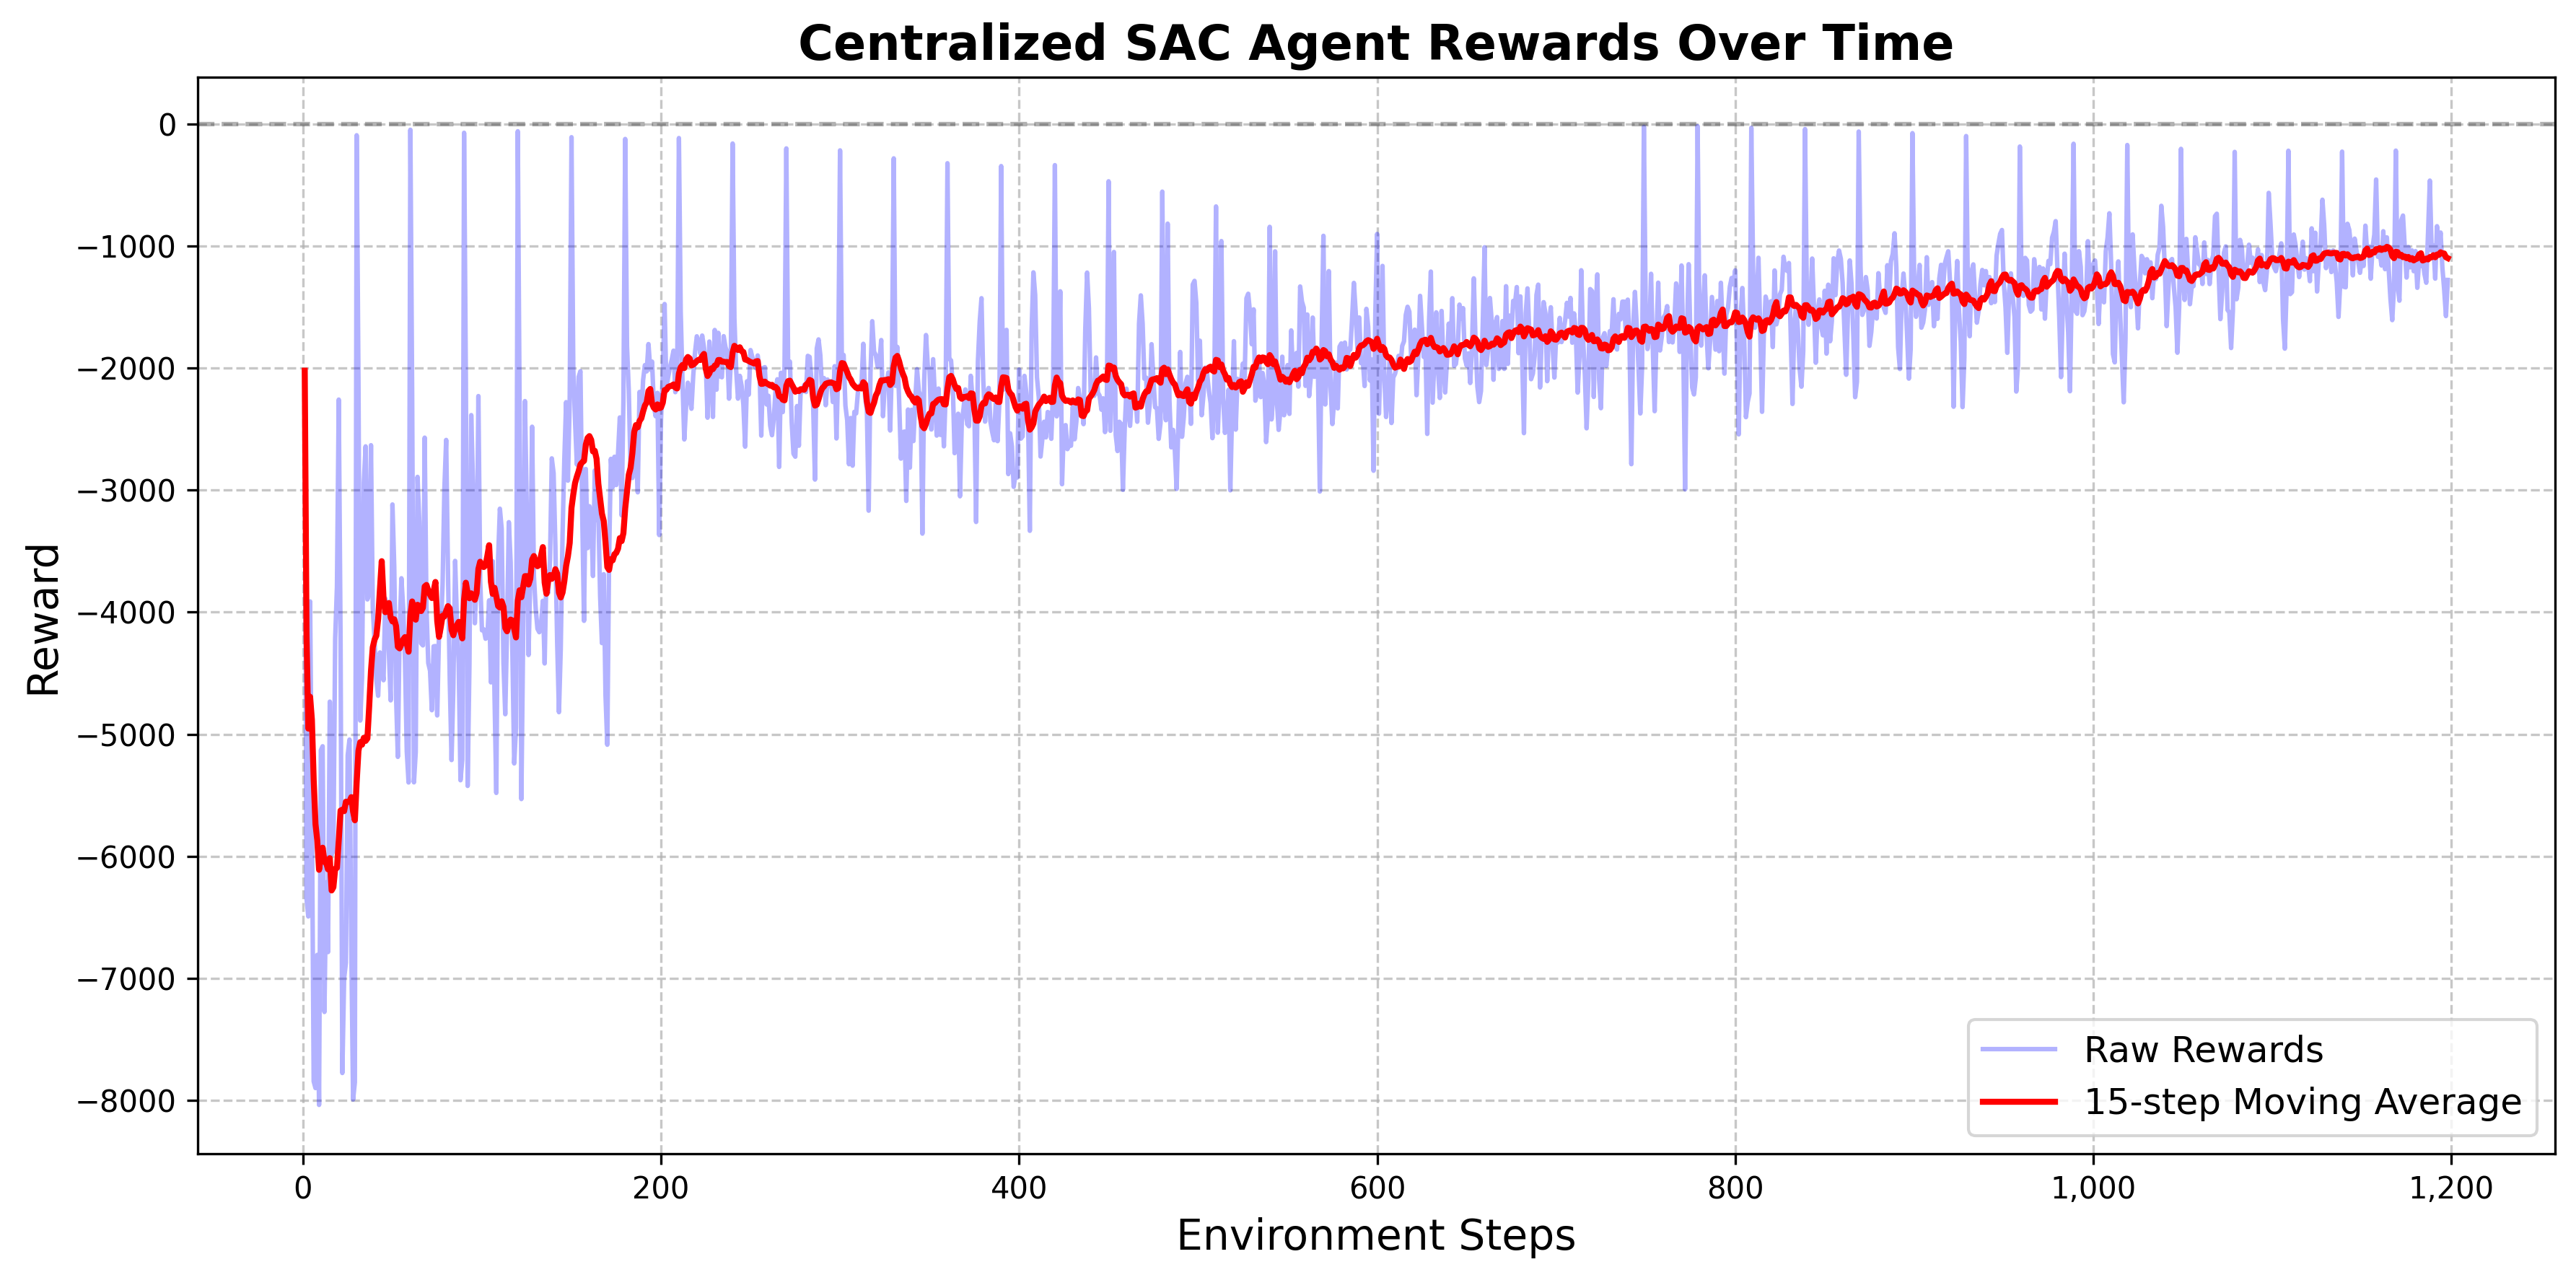 Centralized SAC Agent Rewards Over Time
Reward
0
−1000
−2000
−3000
−4000
−5000
−6000
−7000
−8000
0 200 400 600 800 1,000 1,200
Environment Steps
Raw Rewards
15-step Moving Average